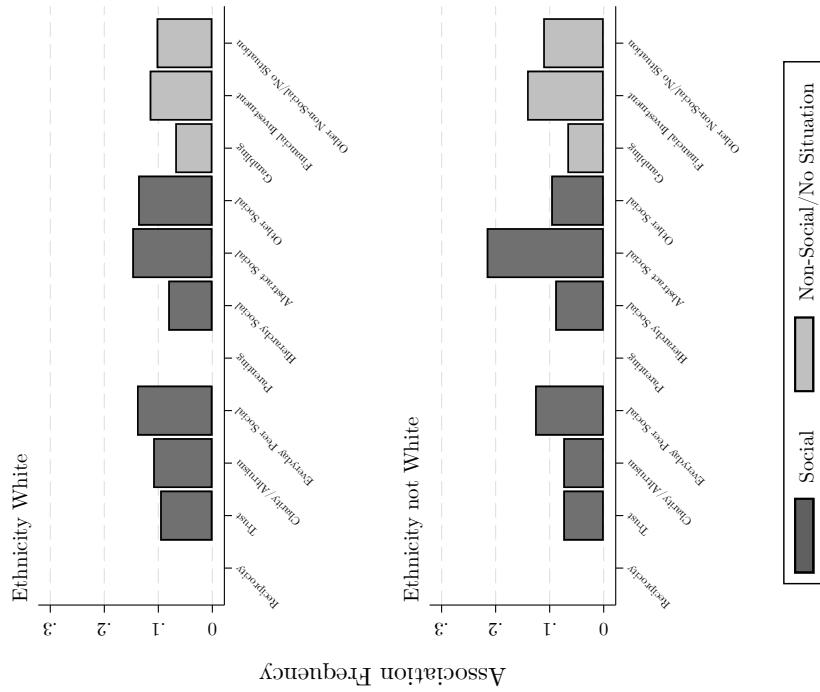 Ethnicity White
Association Frequency
.3
.2
.1
0
Reciprocity
Trust
Charity/Altruism
Everyday Peer Social
Parenting
Hierarchy Social
Abstract Social
Other Social
Gambling
Financial Investment
Other Non-Social/No Situation
Ethnicity not White
.3
.2
.1
0
Reciprocity
Trust
Charity/Altruism
Everyday Peer Social
Parenting
Hierarchy Social
Abstract Social
Other Social
Gambling
Financial Investment
Other Non-Social/No Situation
Social
Non-Social/No Situation